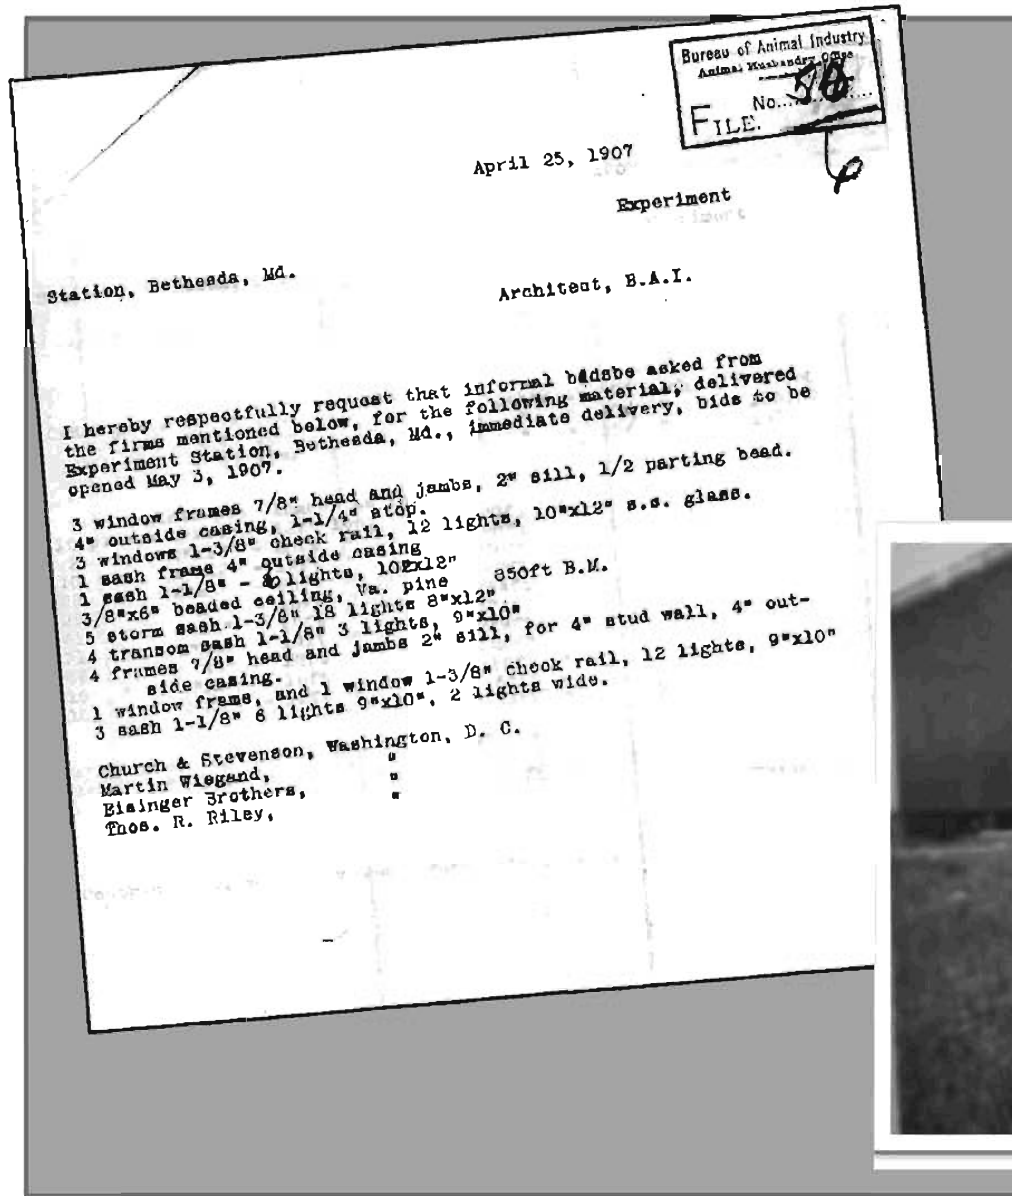 Bureau of Animal Industry
Animal Husbandry Office
No.
FILE.
April 25, 1907
Experiment
Station, Bethesda, Md.
Architect, B.A.I.
I hereby respectfully request that informal bidsbe asked from
the firms mentioned below, for the following material, delivered
Experiment Station, Bethesda, Md., immediate delivery, bids to be
opened May 3, 1907.
3 window frames 7/8" head and jambs, 2" sill, 1/2 parting bead.
4" outside casing, 1-1/4" stop.
3 windows 1-3/8" check rail, 12 lights, 10"x12" s.s. glass.
1 sash frame 4" outside casing
1 sash 1-1/8" - lights, 10"x12"
3/8"x6" beaded ceiling, Va. pine 850ft B.M.
5 storm sash 1-3/8" 18 lights 8"x12"
4 transom sash 1-1/8" 3 lights, 9"x10"
4 frames 7/8" head and jambs 2" sill, for 4" stud wall, 4" out-
side casing.
1 window frame, and 1 window 1-3/8" check rail, 12 lights, 9"x10"
3 sash 1-1/8" 6 lights 9"x10", 2 lights wide.
Church & Stevenson, Washington, D. C.
Martin Wiegand, "
Eisinger Brothers, "
Thos. R. Riley, "